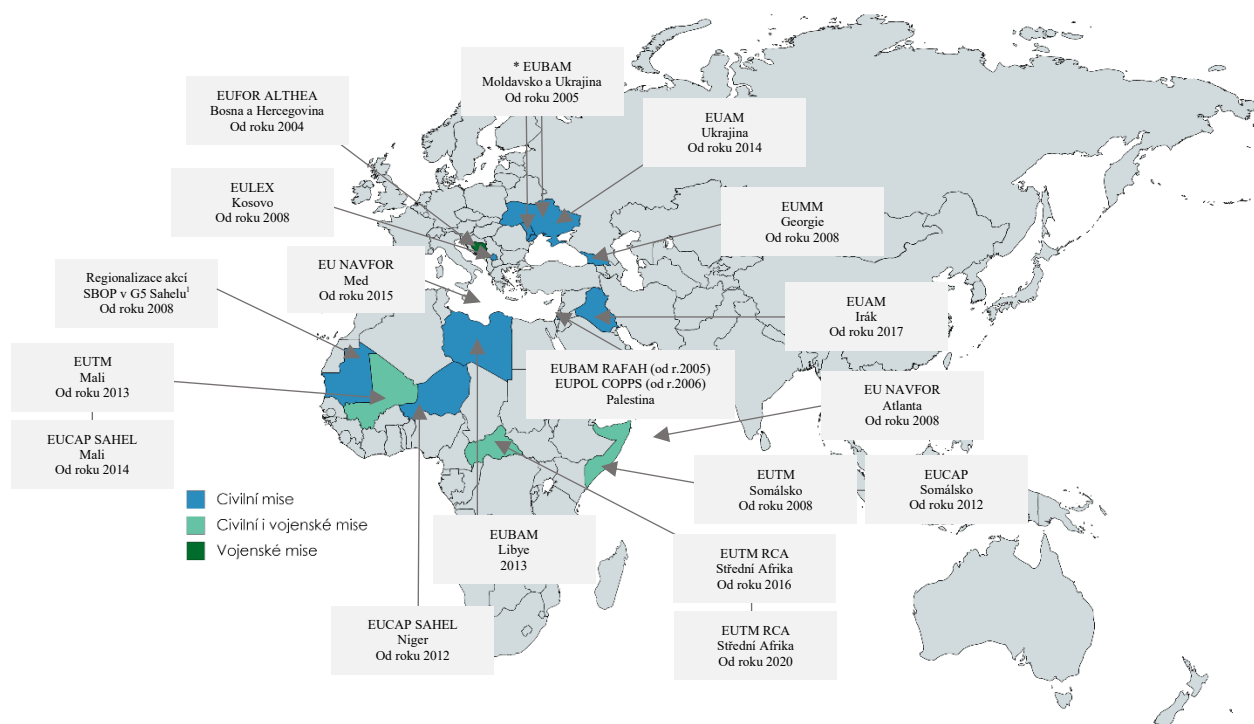 * EUBAM
Moldavsko a Ukrajina
Od roku 2005
EUFOR ALTHEA
Bosna a Hercegovina
Od roku 2004
EUAM
Ukrajina
Od roku 2014
EULEX
Kosovo
Od roku 2008
EUMM
Georgie
Od roku 2008
EU NAVFOR
Med
Od roku 2015
Regionalizace akcí
SBOP v G5 Sahelu¹
Od roku 2008
EUAM
Irák
Od roku 2017
EUTM
Mali
Od roku 2013
EUBAM RAFAH (od r.2005)
EUPOL COPPS (od r.2006)
Palestina
EU NAVFOR
Atlanta
Od roku 2008
EUCAP SAHEL
Mali
Od roku 2014
EUTM
Somálsko
Od roku 2008
EUCAP
Somálsko
Od roku 2012
Civilní mise
Civilní i vojenské mise
Vojenské mise
EUBAM
Libye
2013
EUTM RCA
Střední Afrika
Od roku 2016
EUCAP SAHEL
Niger
Od roku 2012
EUTM RCA
Střední Afrika
Od roku 2020